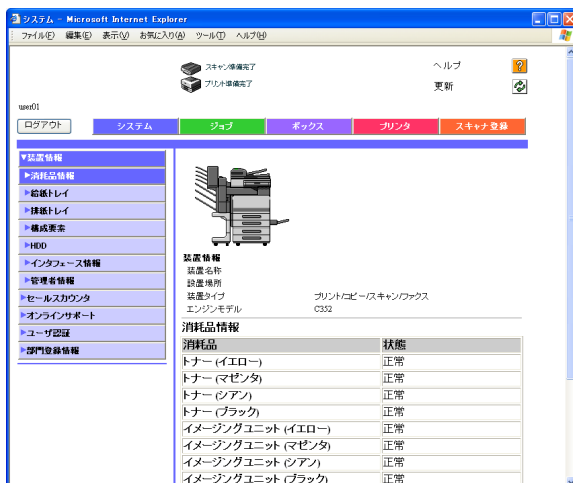 システム - Microsoft Internet Explorer
ファイル(F) 編集(E) 表示(V) お気に入り(A) ツール(T) ヘルプ(H)
スキャン準備完了
ヘルプ
?
プリント準備完了
更新
user01
ログアウト
システム
ジョブ
ボックス
プリンタ
スキャナ登録
▼装置情報
▶消耗品情報
▶給紙トレイ
▶排紙トレイ
▶構成要素
▶HDD
▶インタフェース情報
▶管理者情報
▶セールスカウンタ
▶オンラインサポート
▶ユーザ認証
▶部門登録情報
装置情報
装置名称
設置場所
装置タイプ プリント/コピー/スキャン/ファクス
エンジンモデル C352
消耗品情報
消耗品 状態
トナー (イエロー) 正常
トナー (マゼンタ) 正常
トナー (シアン) 正常
トナー (ブラック) 正常
イメージングユニット (イエロー) 正常
イメージングユニット (マゼンタ) 正常
イメージングユニット (シアン) 正常
イメージングユニット (ブラック) 正常